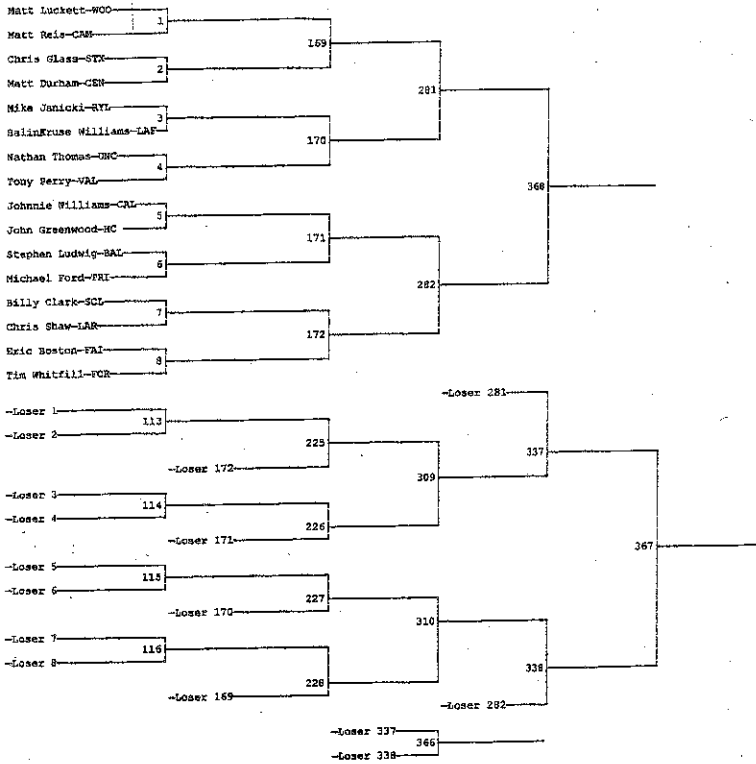 Matt Luckett-WOO
1
Matt Reis-CAM
169
Chris Glass-STX
2
Matt Durham-CEN
281
Mike Janicki-RYL
3
SalinKruse Williams-LAF
170
Nathan Thomas-UNC
4
Tony Perry-VAL
368
Johnnie Williams-CAL
5
John Greenwood-HC
171
Stephen Ludwig-BAL
6
Michael Ford-TRI
282
Billy Clark-SCL
7
Chris Shaw-LAR
172
Eric Boston-FAI
8
Tim Whitfill-FCR
-Loser 281
-Loser 1
113
-Loser 2
225
337
-Loser 172
309
-Loser 3
114
-Loser 4
226
-Loser 171
367
-Loser 5
115
-Loser 6
227
-Loser 170
310
-Loser 7
116
-Loser 8
338
228
-Loser 169
-Loser 282
-Loser 337
366
-Loser 338